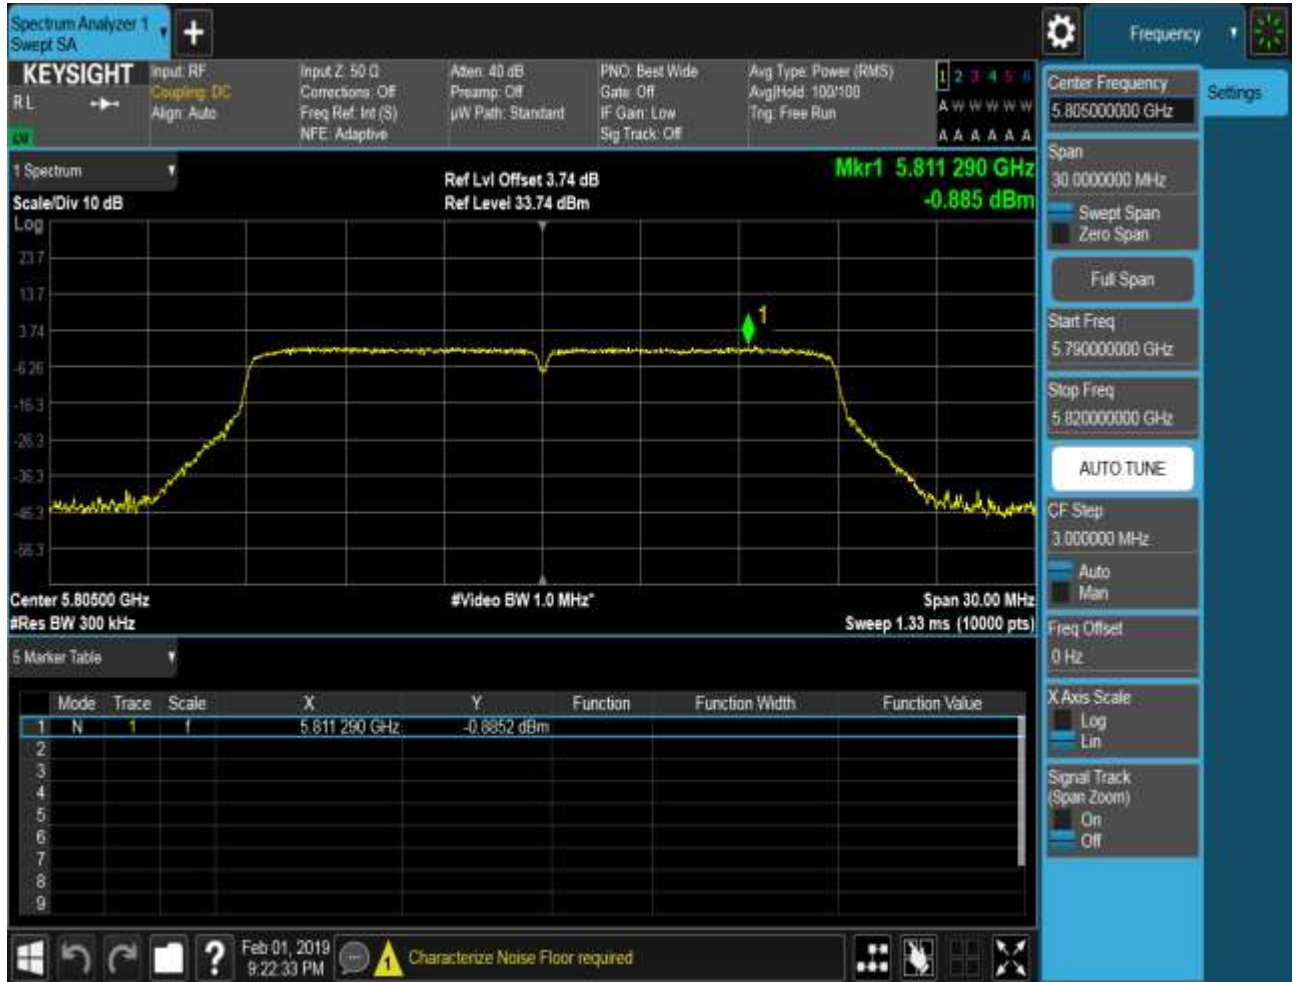 Spectrum Analyzer 1
Swept SA
+
Frequency
KEYSIGHT
Input: RF
Coupling: DC
Align: Auto
Input Z: 50 Ω
Corrections: Off
Freq Ref: Int (S)
NFE: Adaptive
Atten: 40 dB
Preamp: Off
µW Path: Standard
PNO: Best Wide
Gate: Off
IF Gain: Low
Sig Track: Off
Avg Type: Power (RMS)
Avg|Hold: 100/100
Trig: Free Run
1 2 3 4 5 6
A W W W W W
A A A A A A
R L
1 Spectrum
Scale/Div 10 dB
Ref Lvl Offset 3.74 dB
Ref Level 33.74 dBm
Mkr1 5.811 290 GHz
-0.885 dBm
Log
23.7
13.7
3.74
-6.26
-16.3
-26.3
-36.3
-46.3
-56.3
1
Center 5.80500 GHz
#Res BW 300 kHz
#Video BW 1.0 MHz*
Span 30.00 MHz
Sweep 1.33 ms (10000 pts)
5 Marker Table
Mode Trace Scale X Y Function Function Width Function Value
1 N 1 f 5.811 290 GHz -0.8852 dBm
2
3
4
5
6
7
8
9
Feb 01, 2019
9:22:33 PM
?
1
Characterize Noise Floor required
Center Frequency
5.805000000 GHz
Settings
Span
30.0000000 MHz
Swept Span
Zero Span
Full Span
Start Freq
5.790000000 GHz
Stop Freq
5.820000000 GHz
AUTO TUNE
CF Step
3.000000 MHz
Auto
Man
Freq Offset
0 Hz
X Axis Scale
Log
Lin
Signal Track
(Span Zoom)
On
Off